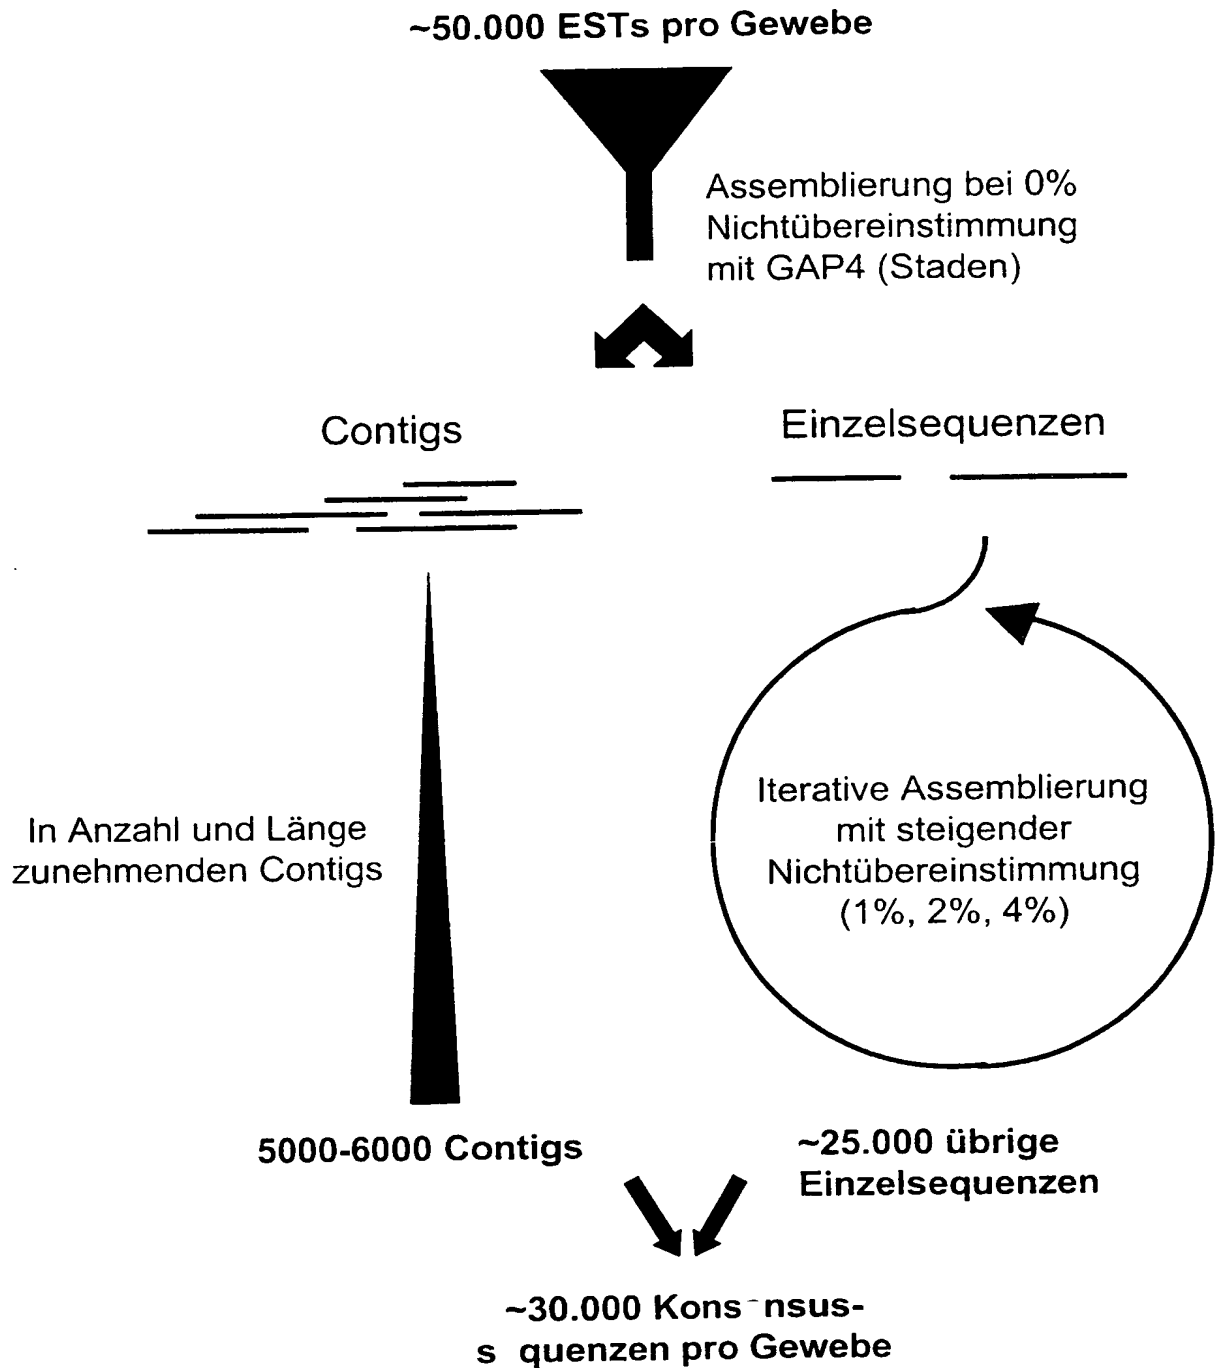 ~50.000 ESTs pro Gewebe
Assemblierung bei 0%
Nichtübereinstimmung
mit GAP4 (Staden)
Contigs
Einzelsequenzen
In Anzahl und Länge
zunehmenden Contigs
Iterative Assemblierung
mit steigender
Nichtübereinstimmung
(1%, 2%, 4%)
5000-6000 Contigs
~25.000 übrige
Einzelsequenzen
~30.000 Kons nsus-
s quenzen pro Gewebe